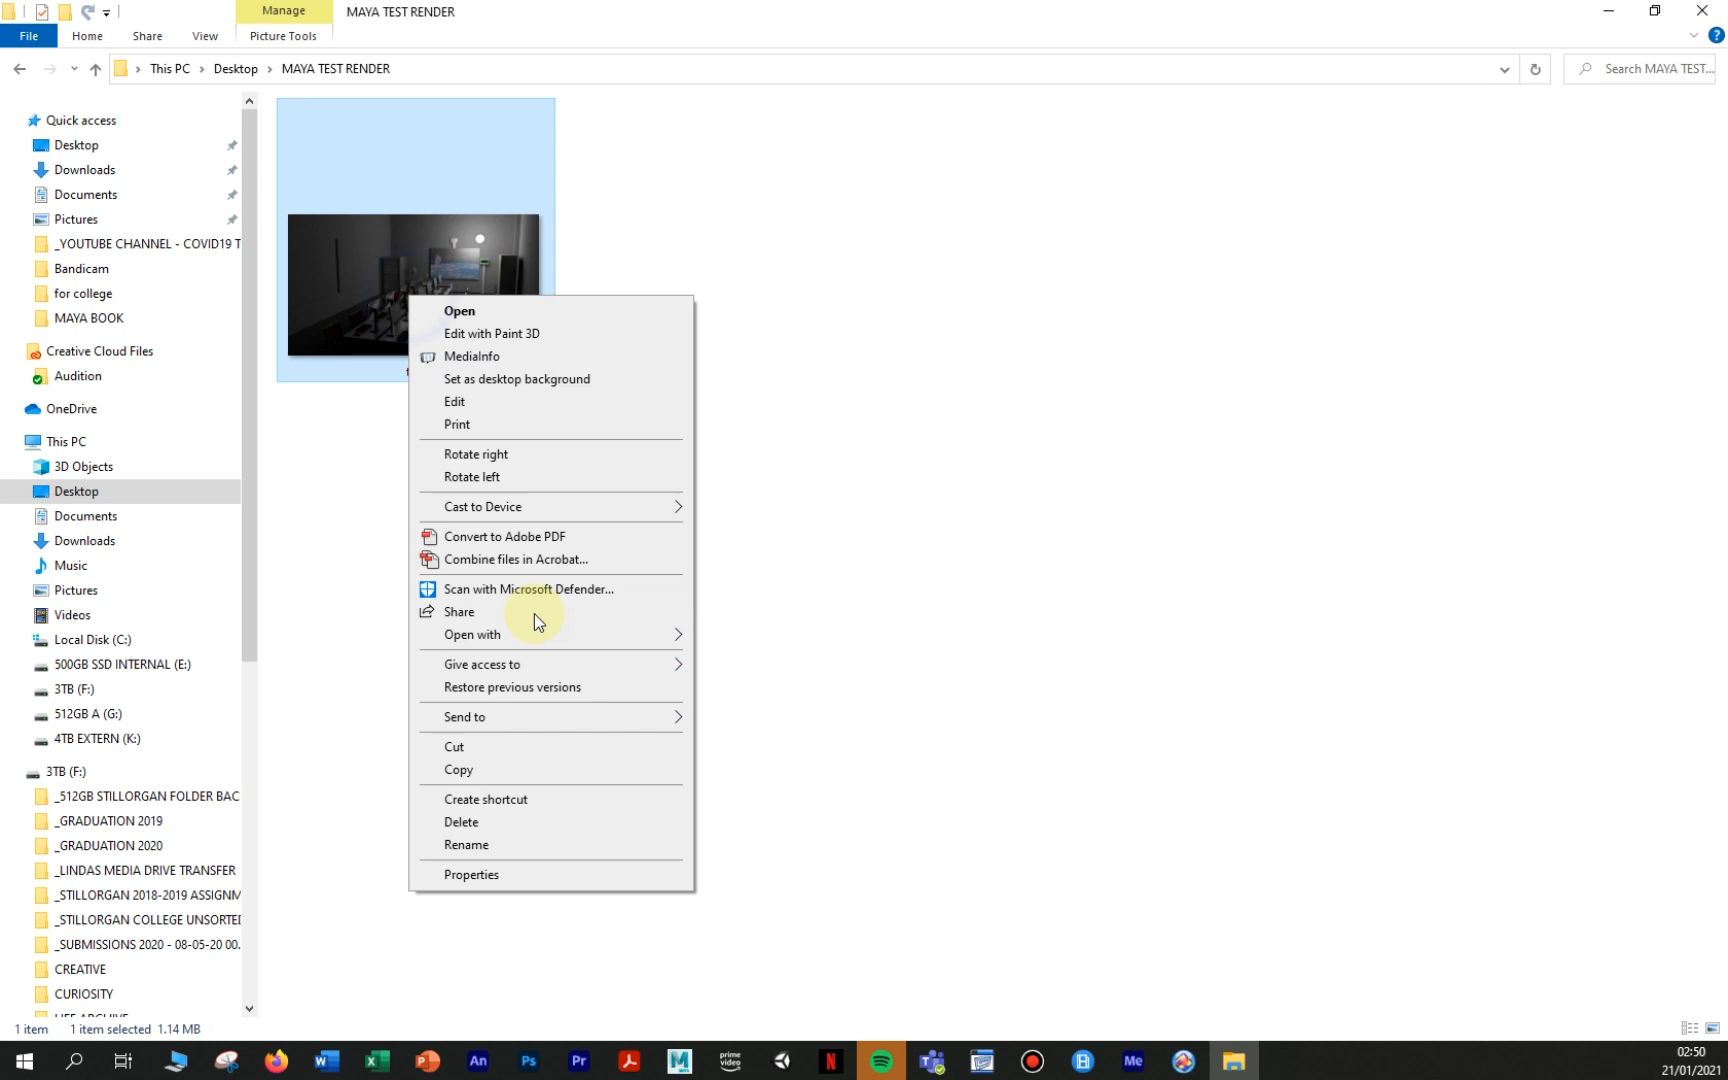 Manage
MAYA TEST RENDER
File
Home
Share
View
Picture Tools
This PC
Desktop
MAYA TEST RENDER
Search MAYA TEST...
Quick access
Desktop
Downloads
Documents
Pictures
_YOUTUBE CHANNEL - COVID19 T
Bandicam
for college
MAYA BOOK
Creative Cloud Files
Audition
OneDrive
This PC
3D Objects
Desktop
Documents
Downloads
Music
Pictures
Videos
Local Disk (C:)
500GB SSD INTERNAL (E:)
3TB (F:)
512GB A (G:)
4TB EXTERN (K:)
3TB (F:)
_512GB STILLORGAN FOLDER BAC
_GRADUATION 2019
_GRADUATION 2020
_LINDAS MEDIA DRIVE TRANSFER
_STILLORGAN 2018-2019 ASSIGNM
_STILLORGAN COLLEGE UNSORTED
_SUBMISSIONS 2020 - 08-05-20 00.
CREATIVE
CURIOSITY
Open
Edit with Paint 3D
MediaInfo
Set as desktop background
Edit
Print
Rotate right
Rotate left
Cast to Device
Convert to Adobe PDF
Combine files in Acrobat...
Scan with Microsoft Defender...
Share
Open with
Give access to
Restore previous versions
Send to
Cut
Copy
Create shortcut
Delete
Rename
Properties
1 item
1 item selected 1.14 MB
An
Ps
Pr
prime video
Me
02:50
21/01/2021